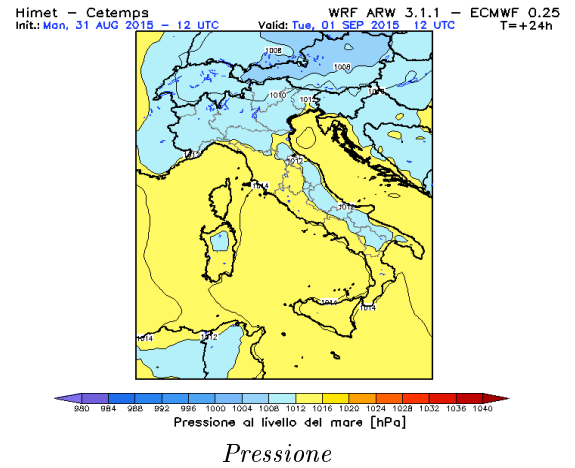 Himet – Cetemps WRF ARW 3.1.1 – ECMWF 0.25
Init.: Mon, 31 AUG 2015 – 12 UTC Valid: Tue, 01 SEP 2015 12 UTC T=+24h
1008
1008
1010
1012
1014
1012
1014
1012
1014
1014
1014
1012
980 984 988 992 996 1000 1004 1008 1012 1016 1020 1024 1028 1032 1036 1040
Pressione al livello del mare [hPa]
Pressione